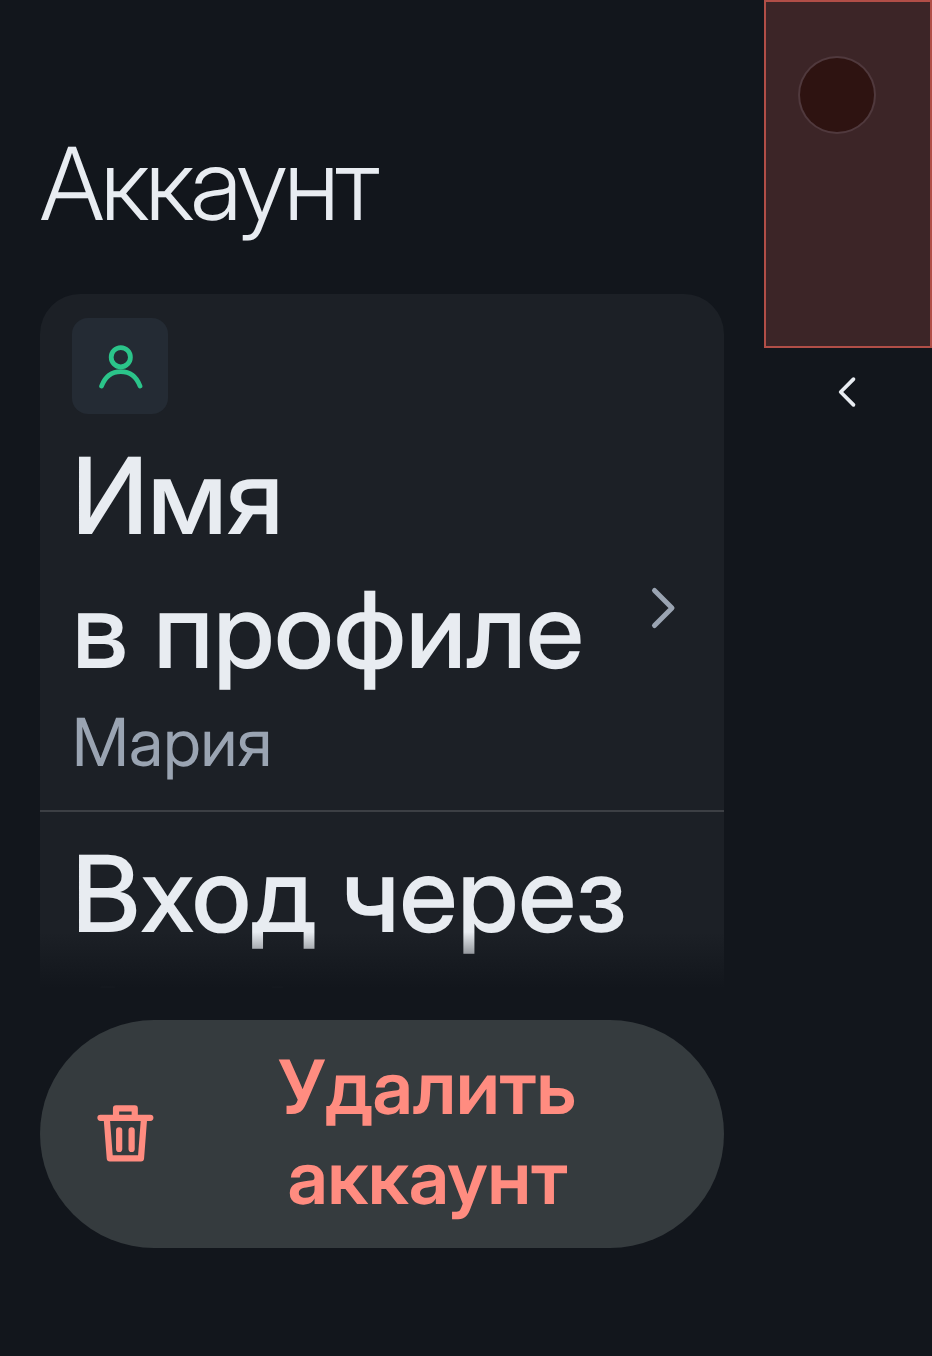 Аккаунт
Имя
в профиле
Мария
Вход через
Удалить
аккаунт